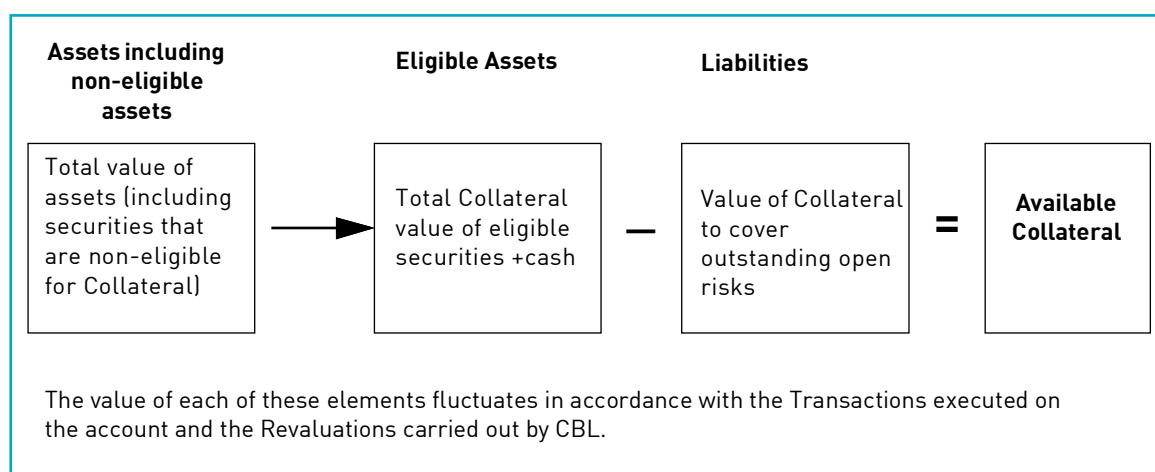 Assets including
non-eligible
assets
Eligible Assets
Liabilities
Total value of
assets (including
securities that
are non-eligible
for Collateral)
Total Collateral
value of eligible
securities +cash
—
Value of Collateral
to cover
outstanding open
risks
=
Available
Collateral
The value of each of these elements fluctuates in accordance with the Transactions executed on
the account and the Revaluations carried out by CBL.